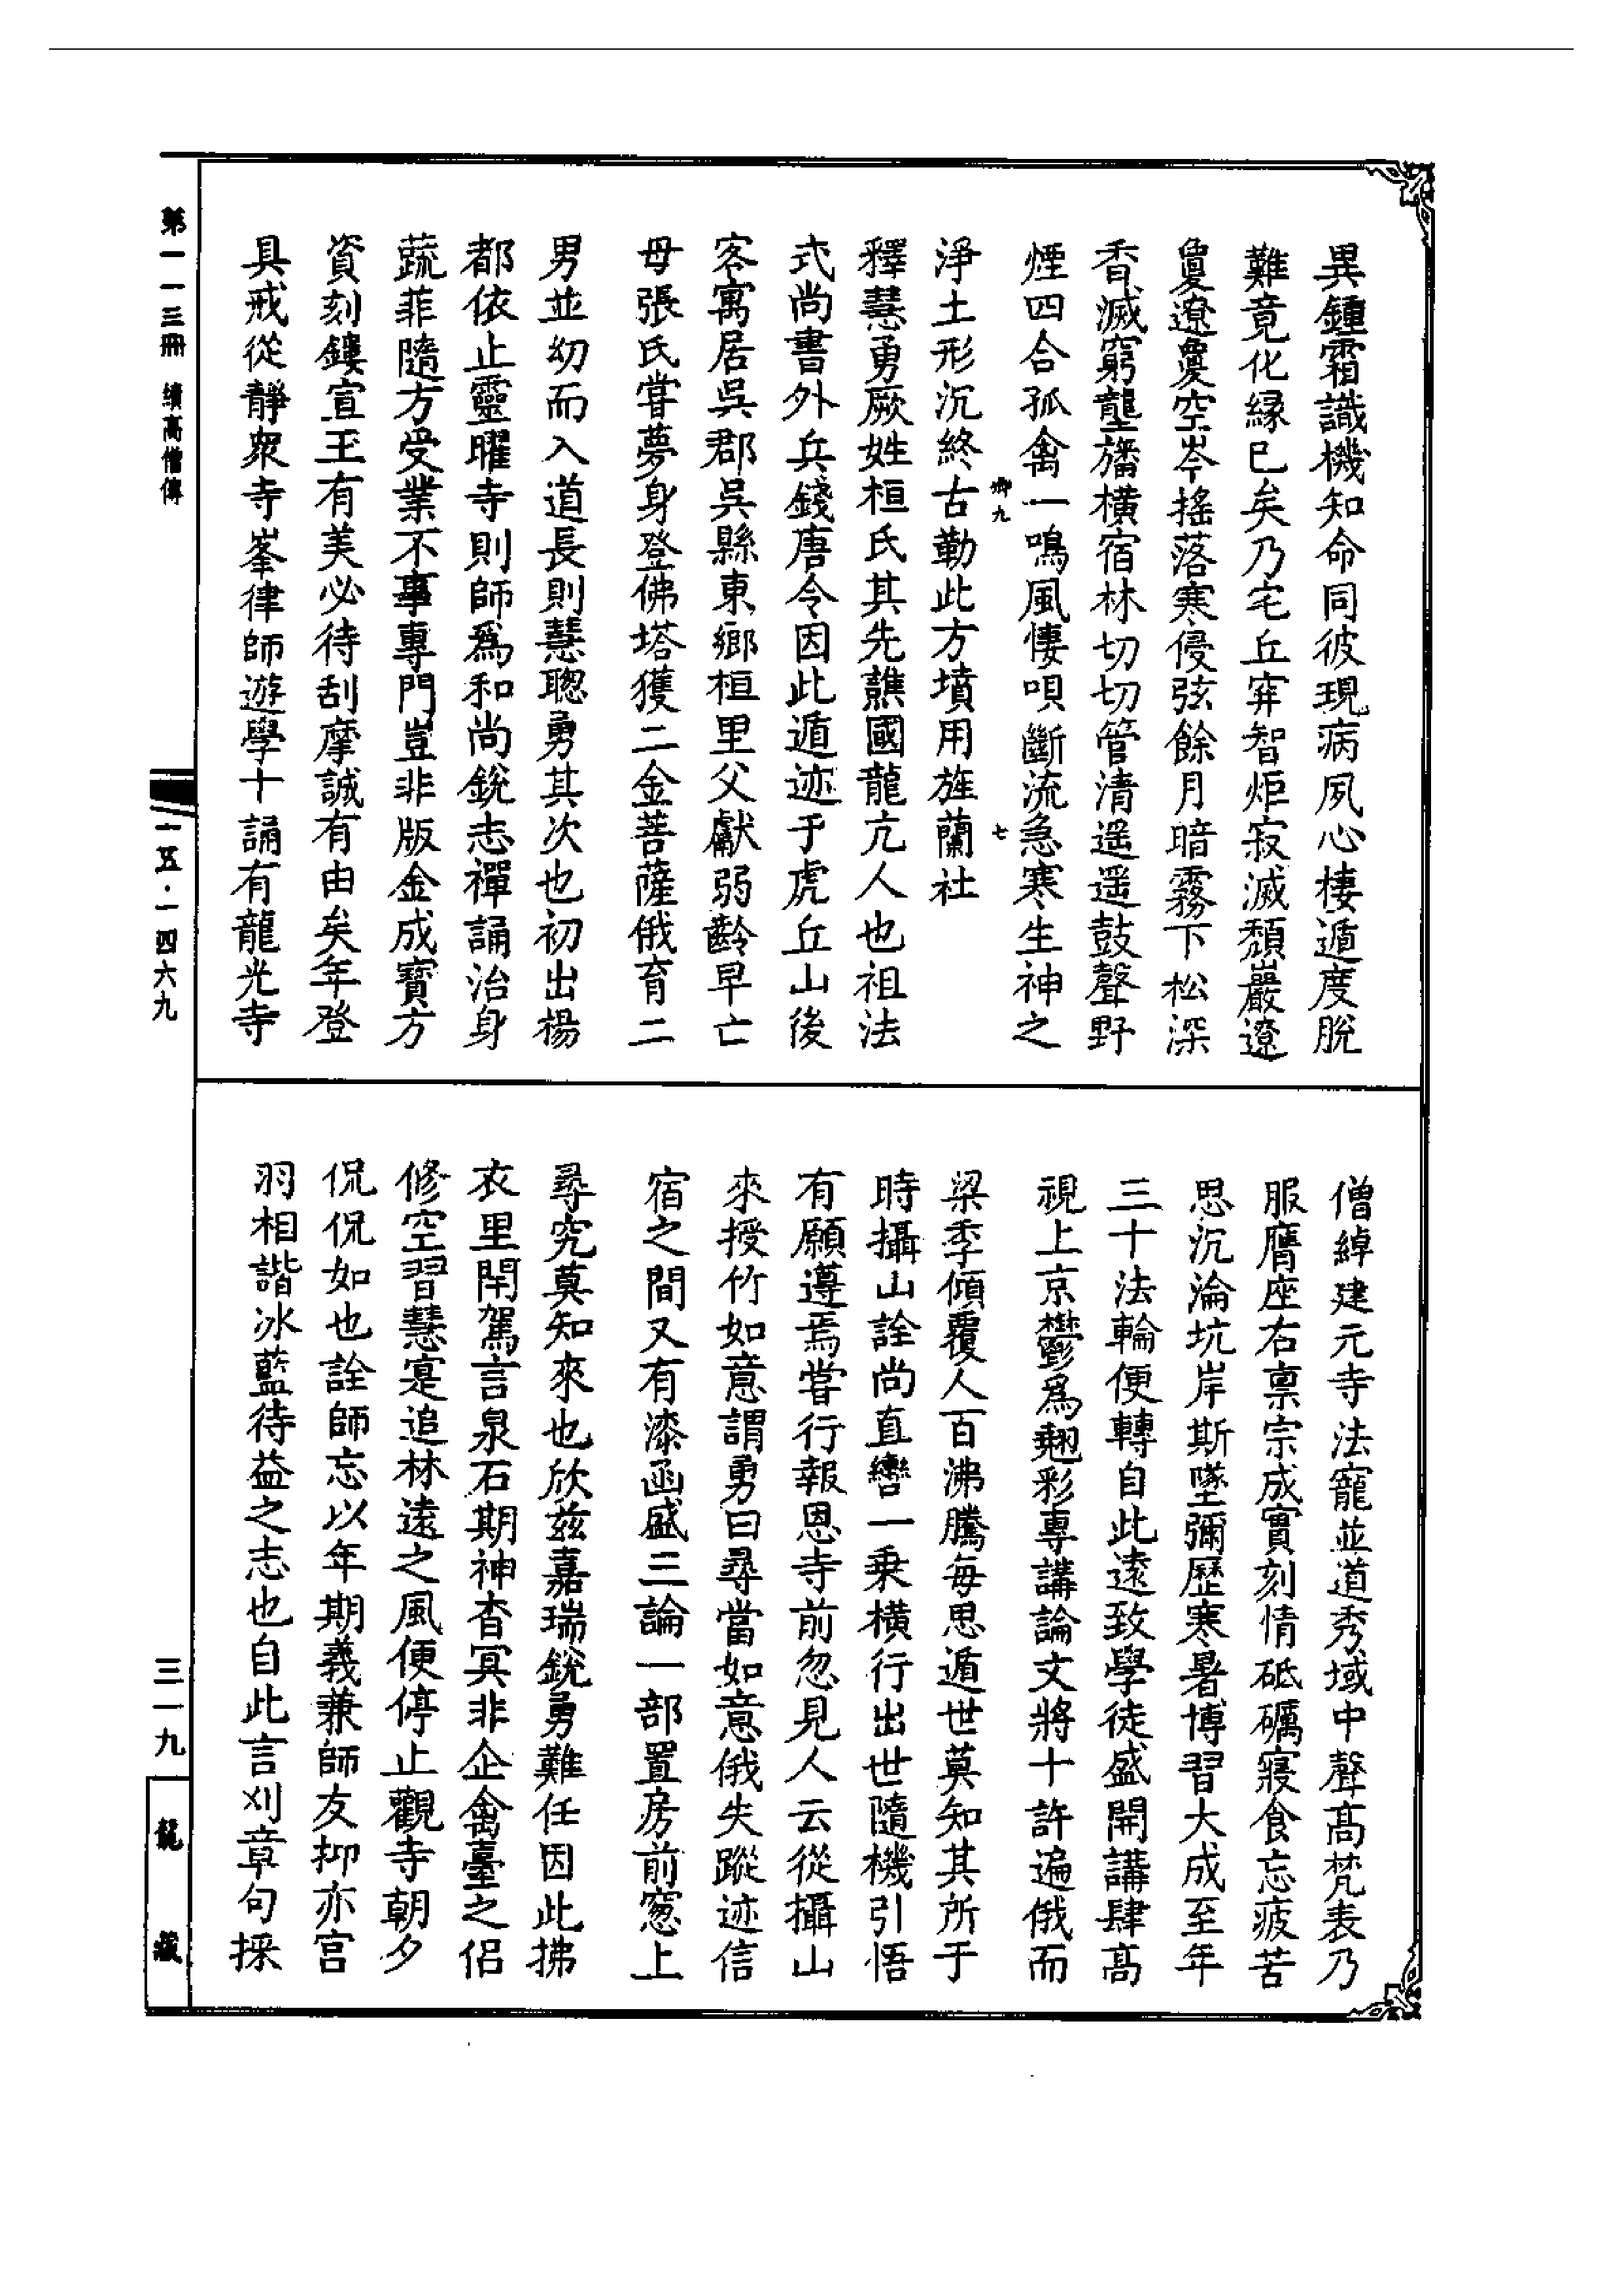 異鍾霜識機知命同彼現病夙心棲遁度脫
難竟化緣已矣乃宅丘穽智炬寂滅頹巖遼
敻遼敻空岑搖落寒侵弦餘月暗霧下松深
香滅窮壟旛橫宿林切切管清遥遥鼓聲野
煙四合孤禽一鳴風悽唄斷流急寒生神之
卿九
七
淨土形沉終古勒此方墳用旌蘭社
釋慧勇厥姓桓氏其先譙國龍亢人也祖法
式尚書外兵錢唐令因此遁迹于虎丘山後
客寓居吳郡吳縣東鄉桓里父獻弱齡早亡
母張氏甞夢身登佛塔獲二金菩薩俄育二
男並幼而入道長則慧聰勇其次也初出揚
都依止靈曜寺則師爲和尚銳志禪誦治身
蔬菲隨方受業不事專門豈非版金成寶方
資刻鏤宣王有美必待刮摩誠有由矣年登
具戒從靜衆寺峯律師遊學十誦有龍光寺
僧綽建元寺法寵並道秀域中聲高梵表乃
服膺座右禀宗成實刻情砥礪寢食忘疲苦
思沉淪坑岸斯墜彌歷寒暑博習大成至年
三十法輪便轉自此遠致學徒盛開講肆高
視上京鬱爲翹彩專講論文將十許遍俄而
梁季傾覆人百沸騰每思遁世莫知其所于
時攝山詮尚直轡一乗橫行出世隨機引悟
有願遵焉甞行報恩寺前忽見人云從攝山
來授竹如意謂勇曰尋當如意俄失蹤迹信
宿之間又有漆函盛三論一部置房前窓上
尋究莫知來也欣茲嘉瑞銳勇難任因此拂
衣里閈駕言泉石期神杳冥非企禽臺之侶
修空習慧寔追林遠之風便停止觀寺朝夕
侃侃如也詮師忘以年期義兼師友抑亦宮
羽相諧冰藍待益之志也自此言刈章句採
第一一三冊 續高僧傳
一五·一四六九
三一九
龍藏